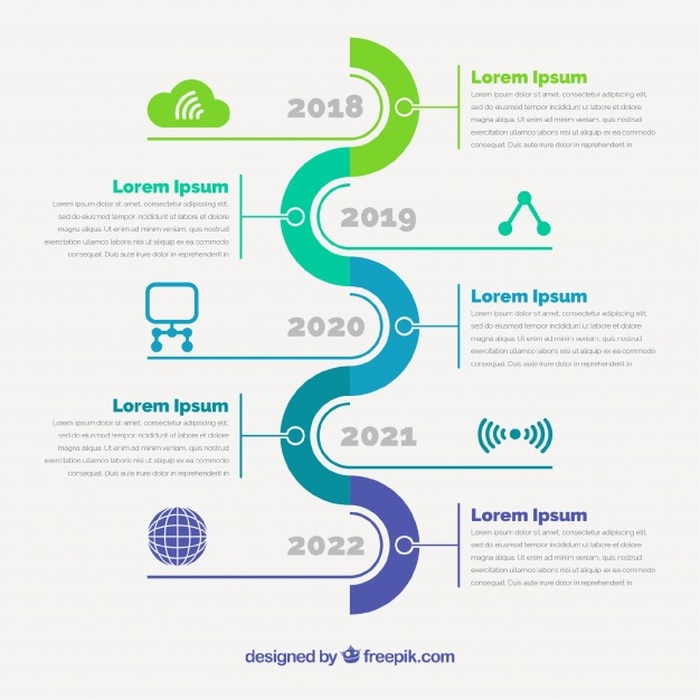 2018
Lorem Ipsum
Lorem ipsum dolor sit amet, consectetur adipiscing elit,
sed do eiusmod tempor incididunt ut labore et dolore
magna aliqua. Ut enim ad minim veniam, quis nostrud
exercitation ullamco laboris nisi ut aliquip ex ea commodo
consequat. Duis aute irure dolor in reprehenderit in
Lorem Ipsum
Lorem ipsum dolor sit amet, consectetur adipiscing elit,
sed do eiusmod tempor incididunt ut labore et dolore
magna aliqua. Ut enim ad minim veniam, quis nostrud
exercitation ullamco laboris nisi ut aliquip ex ea commodo
consequat. Duis aute irure dolor in reprehenderit in
2019
2020
Lorem Ipsum
Lorem ipsum dolor sit amet, consectetur adipiscing elit,
sed do eiusmod tempor incididunt ut labore et dolore
magna aliqua. Ut enim ad minim veniam, quis nostrud
exercitation ullamco laboris nisi ut aliquip ex ea commodo
consequat. Duis aute irure dolor in reprehenderit in
Lorem Ipsum
Lorem ipsum dolor sit amet, consectetur adipiscing elit,
sed do eiusmod tempor incididunt ut labore et dolore
magna aliqua. Ut enim ad minim veniam, quis nostrud
exercitation ullamco laboris nisi ut aliquip ex ea commodo
consequat. Duis aute irure dolor in reprehenderit in
2021
2022
Lorem Ipsum
Lorem ipsum dolor sit amet, consectetur adipiscing elit,
sed do eiusmod tempor incididunt ut labore et dolore
magna aliqua. Ut enim ad minim veniam, quis nostrud
exercitation ullamco laboris nisi ut aliquip ex ea commodo
consequat. Duis aute irure dolor in reprehenderit in
designed by freepik.com